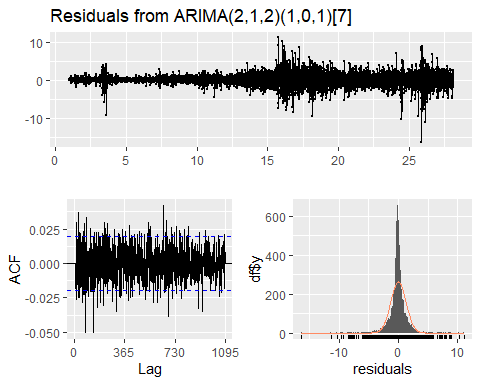 Residuals from ARIMA(2,1,2)(1,0,1)[7]
10
0
-10
0 5 10 15 20 25
0.025
0.000
-0.025
-0.050
ACF
0 365 730 1095
Lag
600
400
200
0
df$y
-10 0 10
residuals